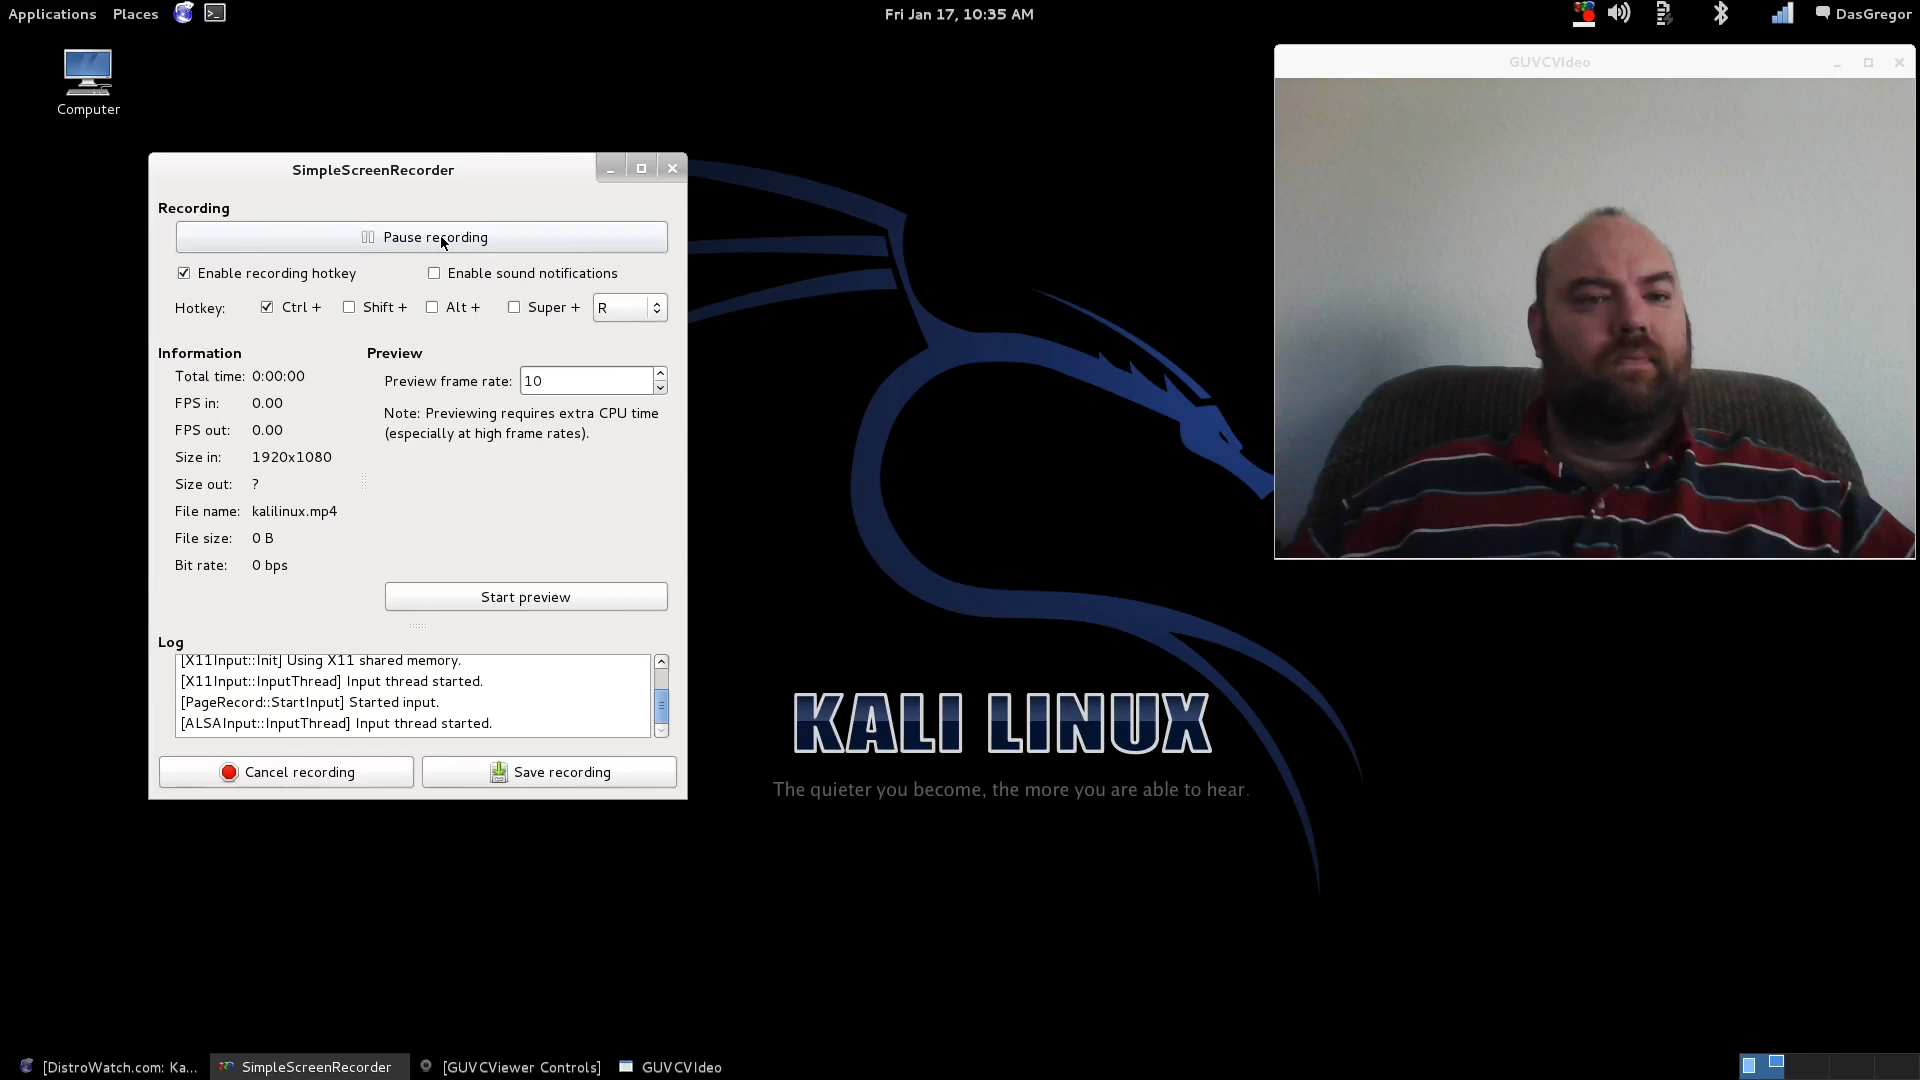 Applications Places
Fri Jan 17, 10:35 AM
DasGregor
Computer
GUVCVIdeo
SimpleScreenRecorder
Recording
Pause recording
Enable recording hotkey
Enable sound notifications
Hotkey: Ctrl + Shift + Alt + Super + R
Information
Total time: 0:00:00
FPS in: 0.00
FPS out: 0.00
Size in: 1920x1080
Size out: ?
File name: kalilinux.mp4
File size: 0 B
Bit rate: 0 bps
Preview
Preview frame rate: 10
Note: Previewing requires extra CPU time
(especially at high frame rates).
Start preview
Log
[X11Input::Init] Using X11 shared memory.
[X11Input::InputThread] Input thread started.
[PageRecord::StartInput] Started input.
[ALSAInput::InputThread] Input thread started.
Cancel recording
Save recording
KALI LINUX
The quieter you become, the more you are able to hear.
[DistroWatch.com: Ka...
SimpleScreenRecorder
[GUVCViewer Controls]
GUVCVIdeo